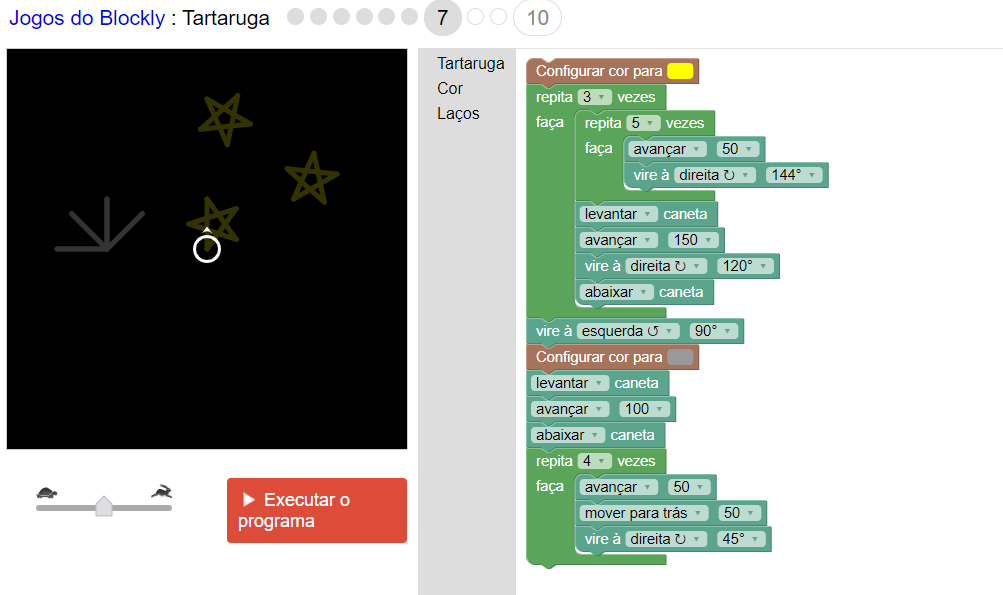 Jogos do Blockly : Tartaruga 7 10
Tartaruga
Cor
Laços
Configurar cor para
repita 3 vezes
faça repita 5 vezes
faça avançar 50
vire à direita ↻ 144°
levantar caneta
avançar 150
vire à direita ↻ 120°
abaixar caneta
vire à esquerda ↺ 90°
Configurar cor para
levantar caneta
avançar 100
abaixar caneta
repita 4 vezes
faça avançar 50
mover para trás 50
vire à direita ↻ 45°
Executar o
programa